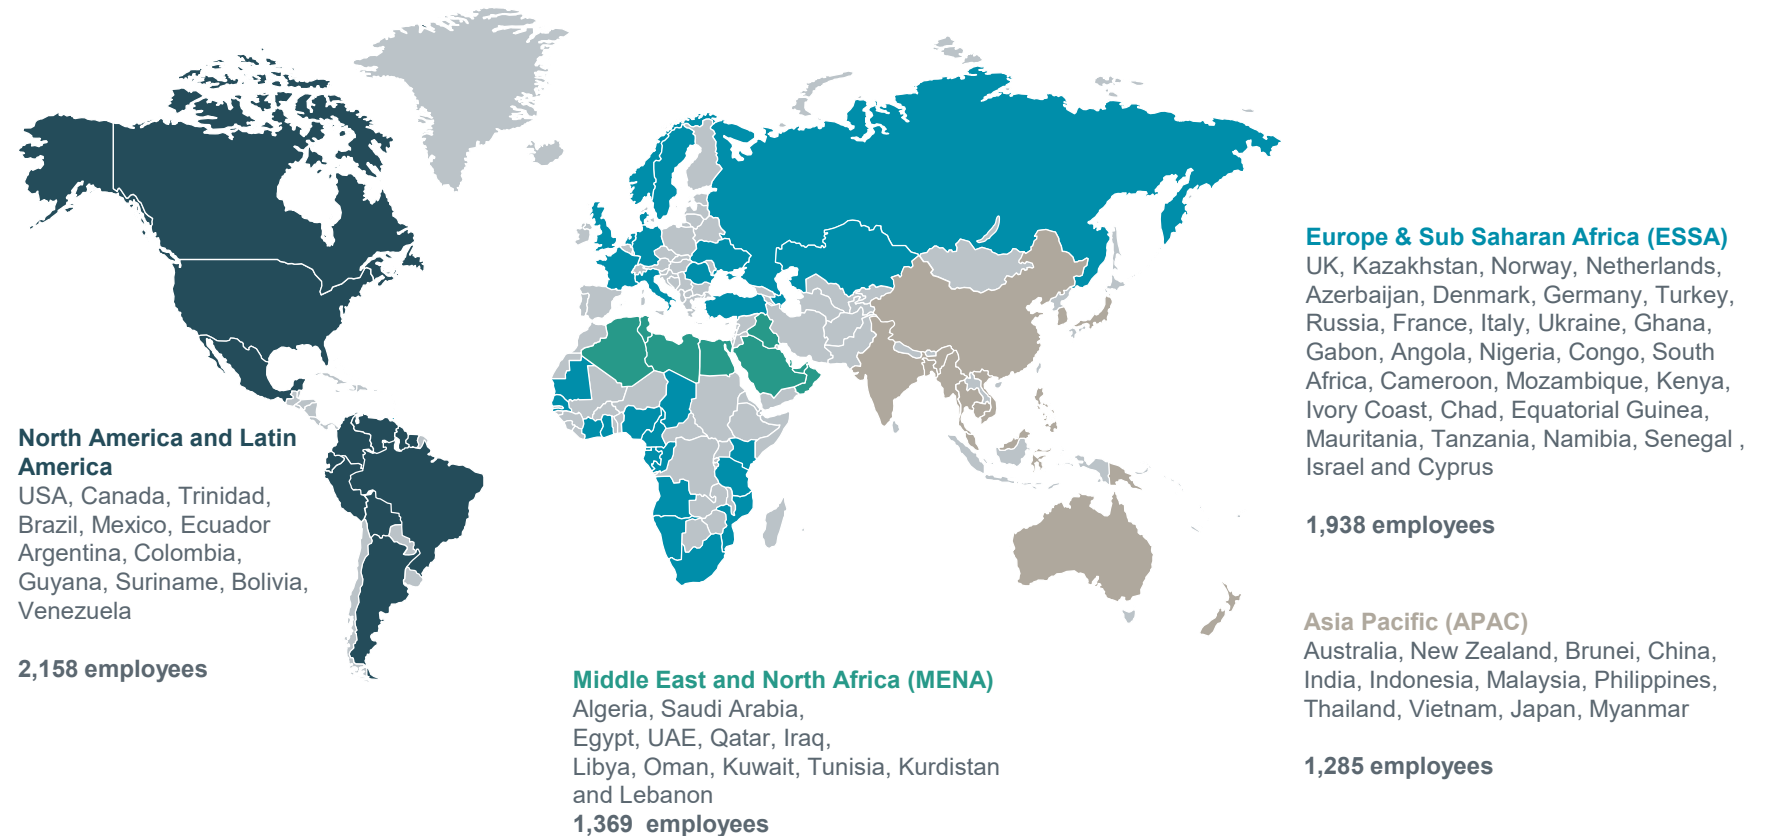 North America and Latin
America
USA, Canada, Trinidad,
Brazil, Mexico, Ecuador
Argentina, Colombia,
Guyana, Suriname, Bolivia,
Venezuela
2,158 employees
Middle East and North Africa (MENA)
Algeria, Saudi Arabia,
Egypt, UAE, Qatar, Iraq,
Libya, Oman, Kuwait, Tunisia, Kurdistan
and Lebanon
1,369 employees
Europe & Sub Saharan Africa (ESSA)
UK, Kazakhstan, Norway, Netherlands,
Azerbaijan, Denmark, Germany, Turkey,
Russia, France, Italy, Ukraine, Ghana,
Gabon, Angola, Nigeria, Congo, South
Africa, Cameroon, Mozambique, Kenya,
Ivory Coast, Chad, Equatorial Guinea,
Mauritania, Tanzania, Namibia, Senegal ,
Israel and Cyprus
1,938 employees
Asia Pacific (APAC)
Australia, New Zealand, Brunei, China,
India, Indonesia, Malaysia, Philippines,
Thailand, Vietnam, Japan, Myanmar
1,285 employees